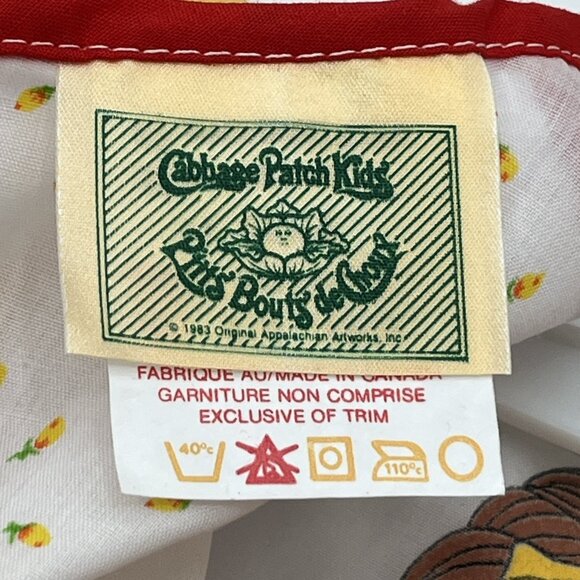 Cabbage Patch Kids
P'tits Bouts de Choux
© 1983 Original Appalachian Artworks, Inc.
FABRIQUE AU/MADE IN CANADA
GARNITURE NON COMPRISE
EXCLUSIVE OF TRIM
40°C
110°C